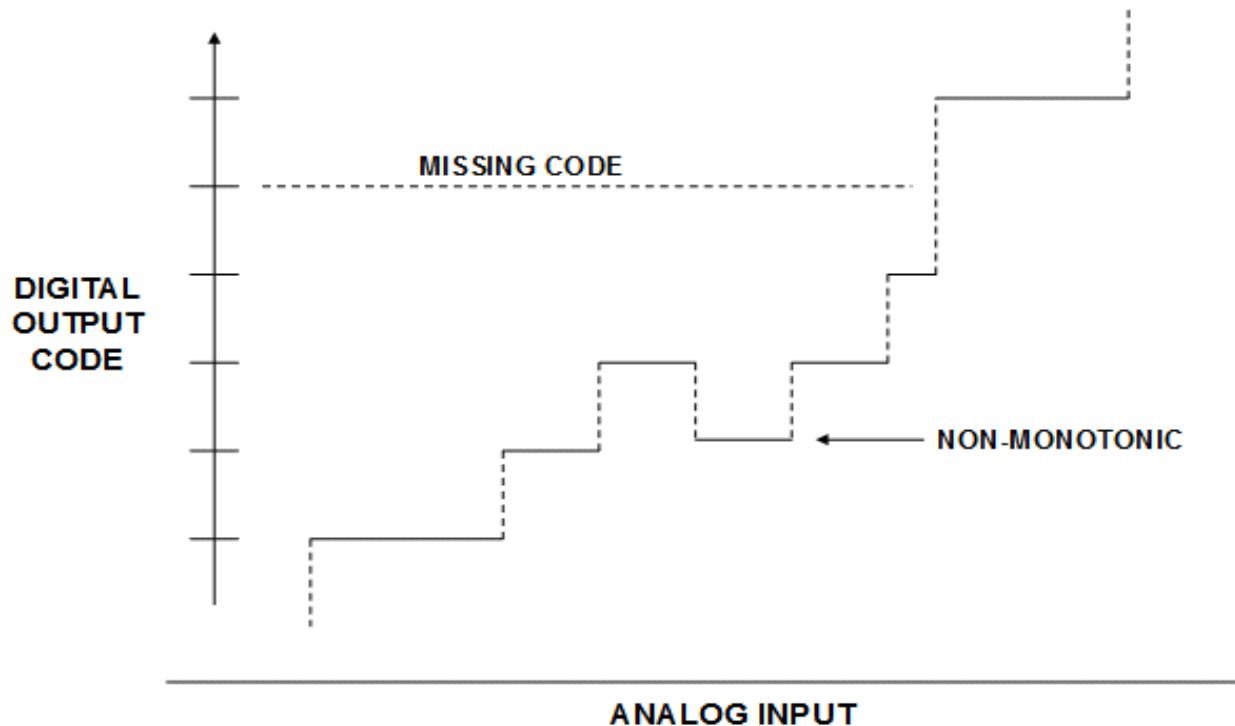 MISSING CODE
DIGITAL
OUTPUT
CODE
NON-MONOTONIC
ANALOG INPUT